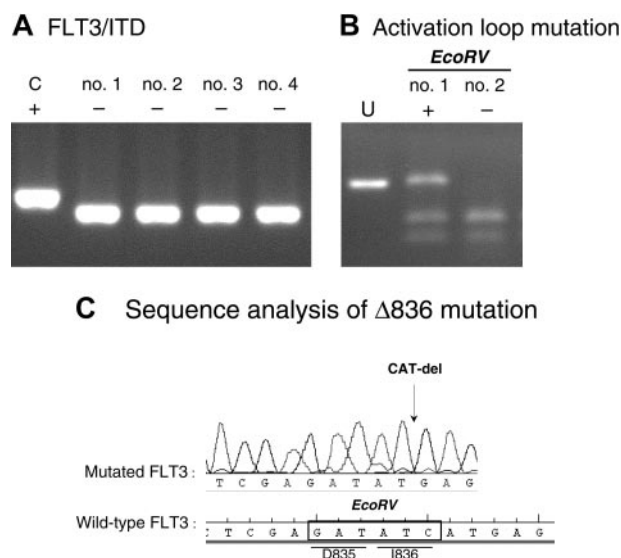 A FLT3/ITD
C no. 1 no. 2 no. 3 no. 4
+ − − − −
B Activation loop mutation
EcoRV
no. 1 no. 2
U + −
C Sequence analysis of Δ836 mutation
CAT-del
Mutated FLT3 :
T C G A G A T A T G A G
EcoRV
Wild-type FLT3 :
C T C G A G A T A T C A T G A G
D835 I836